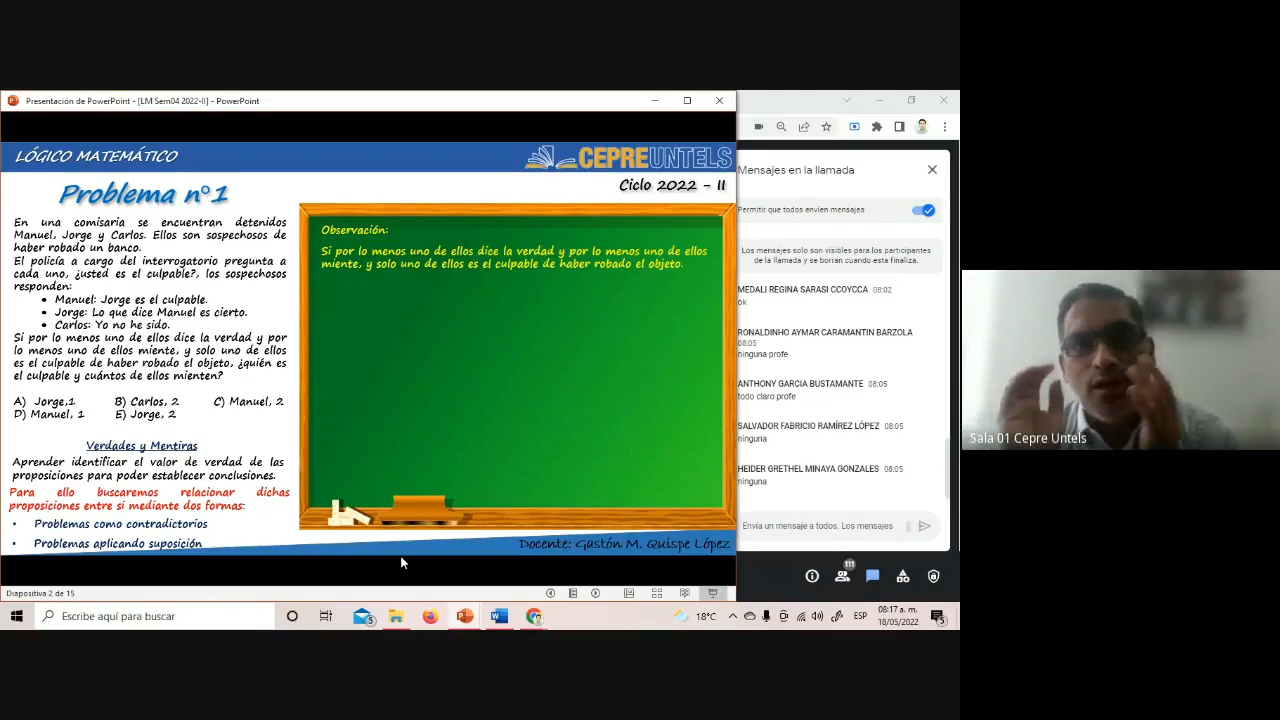 Presentación de PowerPoint - [LM Sem04 2022-II] - PowerPoint
LÓGICO MATEMÁTICO
CEPREUNTELS
Problema n°1
Ciclo 2022 - II
En una comisaria se encuentran detenidos
Manuel, Jorge y Carlos. Ellos son sospechosos de
haber robado un banco.
El policía a cargo del interrogatorio pregunta a
cada uno, ¿usted es el culpable?, los sospechosos
responden:
• Manuel: Jorge es el culpable.
• Jorge: Lo que dice Manuel es cierto.
• Carlos: Yo no he sido.
Si por lo menos uno de ellos dice la verdad y por
lo menos uno de ellos miente, y solo uno de ellos
es el culpable de haber robado el objeto, ¿quién es
el culpable y cuántos de ellos mienten?
A) Jorge,1 B) Carlos, 2 C) Manuel, 2
D) Manuel, 1 E) Jorge, 2
Verdades y Mentiras
Aprender identificar el valor de verdad de las
proposiciones para poder establecer conclusiones.
Para ello buscaremos relacionar dichas
proposiciones entre si mediante dos formas:
• Problemas como contradictorios
• Problemas aplicando suposición
Observación:
Si por lo menos uno de ellos dice la verdad y por lo menos uno de ellos
miente, y solo uno de ellos es el culpable de haber robado el objeto.
Docente: Gastón M. Quispe López
Diapositiva 2 de 15
Mensajes en la llamada
Permitir que todos envíen mensajes
Los mensajes solo son visibles para los participantes
de la llamada y se borran cuando esta finaliza.
MEDALI REGINA SARASI CCOYCCA 08:02
ok
RONALDINHO AYMAR CARAMANTIN BARZOLA
08:05
ninguna profe
ANTHONY GARCIA BUSTAMANTE 08:05
todo claro profe
SALVADOR FABRICIO RAMÍREZ LÓPEZ 08:05
ninguna
HEIDER GRETHEL MINAYA GONZALES 08:05
ninguna
Envía un mensaje a todos. Los mensajes
111
Sala 01 Cepre Untels
Escribe aquí para buscar
5
18°C
ESP
08:17 a. m.
18/05/2022
5